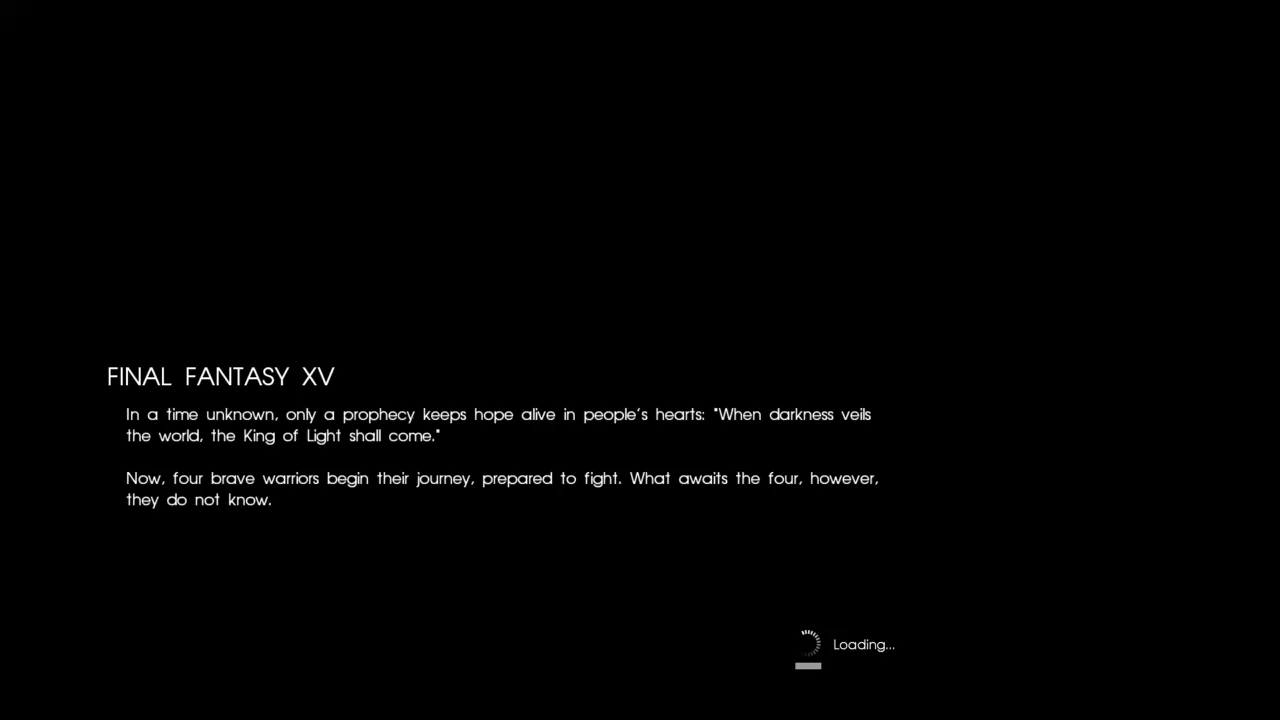 FINAL FANTASY XV
In a time unknown, only a prophecy keeps hope alive in people's hearts: "When darkness veils
the world, the King of Light shall come."
Now, four brave warriors begin their journey, prepared to fight. What awaits the four, however,
they do not know.
Loading...